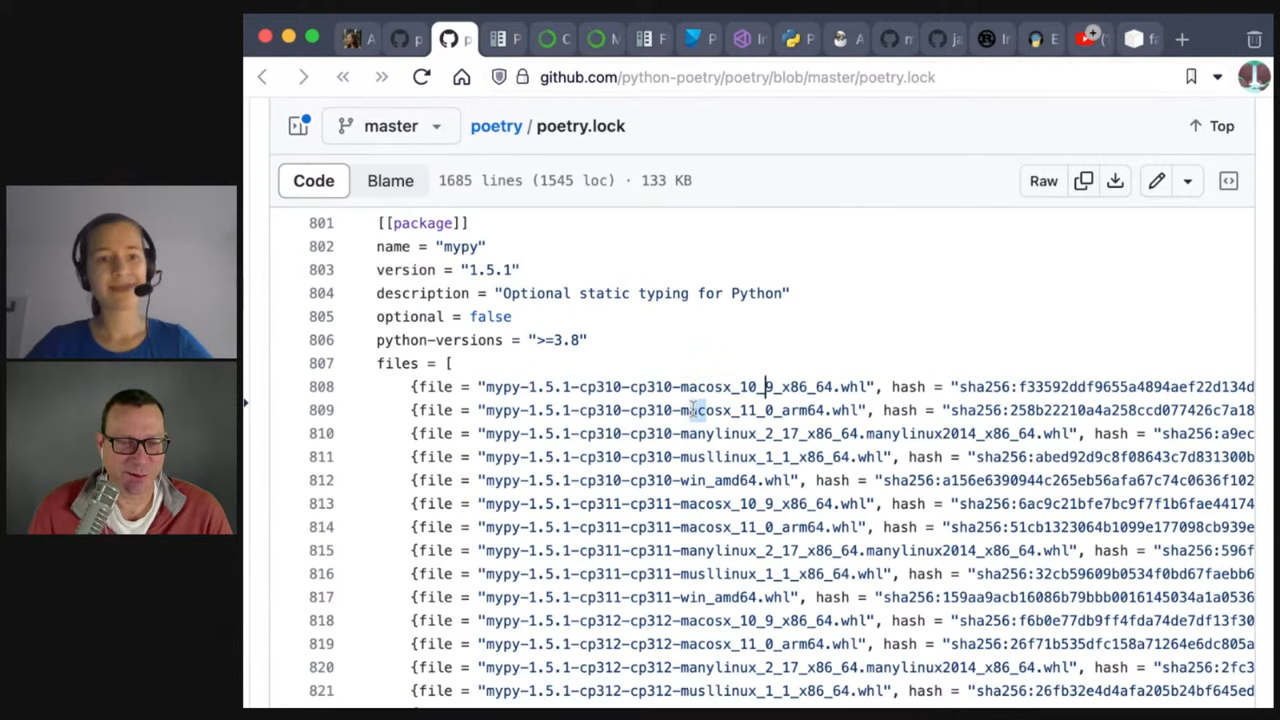 github.com/python-poetry/poetry/blob/master/poetry.lock
master
poetry / poetry.lock
Top
Code
Blame
1685 lines (1545 loc) · 133 KB
Raw
801 [[package]]
802 name = "mypy"
803 version = "1.5.1"
804 description = "Optional static typing for Python"
805 optional = false
806 python-versions = ">=3.8"
807 files = [
808 {file = "mypy-1.5.1-cp310-cp310-macosx_10_9_x86_64.whl", hash = "sha256:f33592ddf9655a4894aef22d134d
809 {file = "mypy-1.5.1-cp310-cp310-macosx_11_0_arm64.whl", hash = "sha256:258b22210a4a258ccd077426c7a18
810 {file = "mypy-1.5.1-cp310-cp310-manylinux_2_17_x86_64.manylinux2014_x86_64.whl", hash = "sha256:a9ec
811 {file = "mypy-1.5.1-cp310-cp310-musllinux_1_1_x86_64.whl", hash = "sha256:abed92d9c8f08643c7d831300b
812 {file = "mypy-1.5.1-cp310-cp310-win_amd64.whl", hash = "sha256:a156e6390944c265eb56afa67c74c0636f102
813 {file = "mypy-1.5.1-cp311-cp311-macosx_10_9_x86_64.whl", hash = "sha256:6ac9c21bfe7bc9f7f1b6fae44174
814 {file = "mypy-1.5.1-cp311-cp311-macosx_11_0_arm64.whl", hash = "sha256:51cb1323064b1099e177098cb939e
815 {file = "mypy-1.5.1-cp311-cp311-manylinux_2_17_x86_64.manylinux2014_x86_64.whl", hash = "sha256:596f
816 {file = "mypy-1.5.1-cp311-cp311-musllinux_1_1_x86_64.whl", hash = "sha256:32cb59609b0534f0bd67faebb6
817 {file = "mypy-1.5.1-cp311-cp311-win_amd64.whl", hash = "sha256:159aa9acb16086b79bbb0016145034a1a0536
818 {file = "mypy-1.5.1-cp312-cp312-macosx_10_9_x86_64.whl", hash = "sha256:f6b0e77db9ff4fda74de7df13f30
819 {file = "mypy-1.5.1-cp312-cp312-macosx_11_0_arm64.whl", hash = "sha256:26f71b535dfc158a71264e6dc805a
820 {file = "mypy-1.5.1-cp312-cp312-manylinux_2_17_x86_64.manylinux2014_x86_64.whl", hash = "sha256:2fc3
821 {file = "mypy-1.5.1-cp312-cp312-musllinux_1_1_x86_64.whl", hash = "sha256:26fb32e4d4afa205b24bf645ed